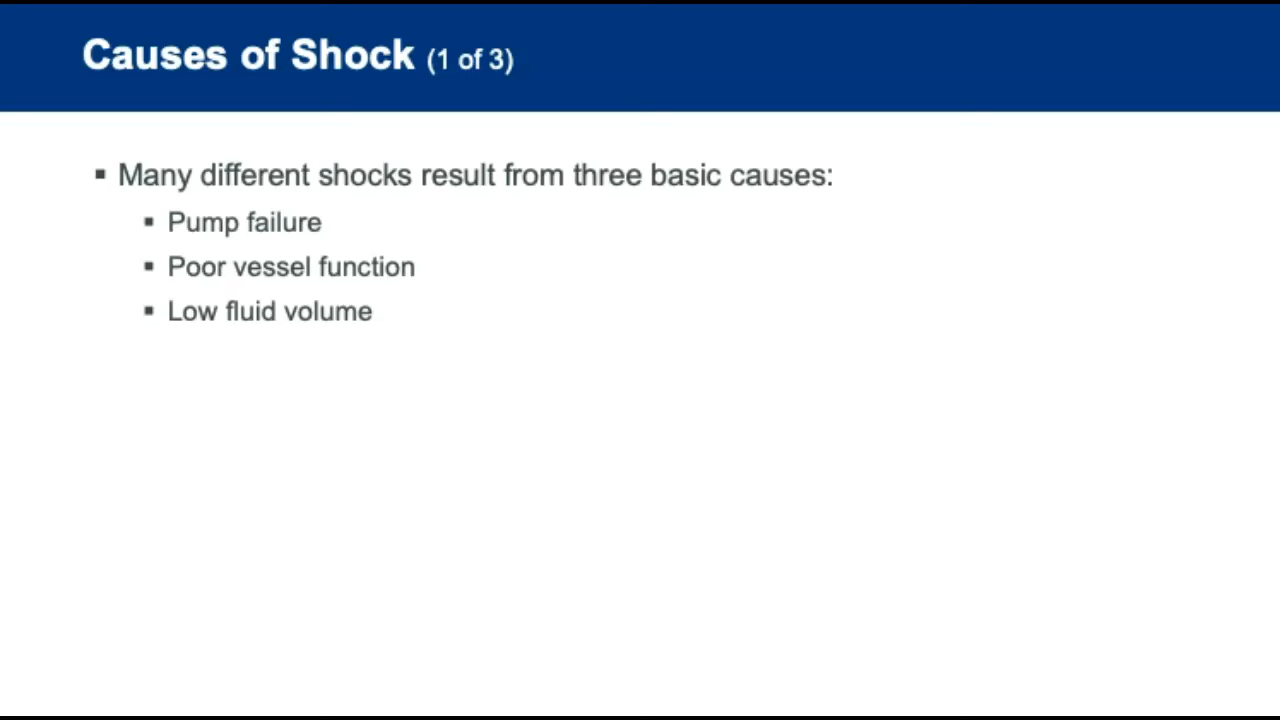 Causes of Shock (1 of 3)
▪ Many different shocks result from three basic causes:
▪ Pump failure
▪ Poor vessel function
▪ Low fluid volume